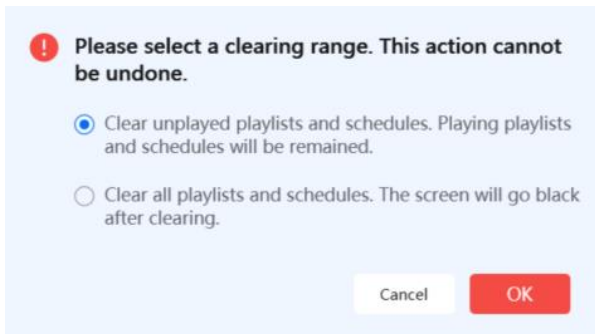 Please select a clearing range. This action cannot
be undone.
Clear unplayed playlists and schedules. Playing playlists
and schedules will be remained.
Clear all playlists and schedules. The screen will go black
after clearing.
Cancel OK